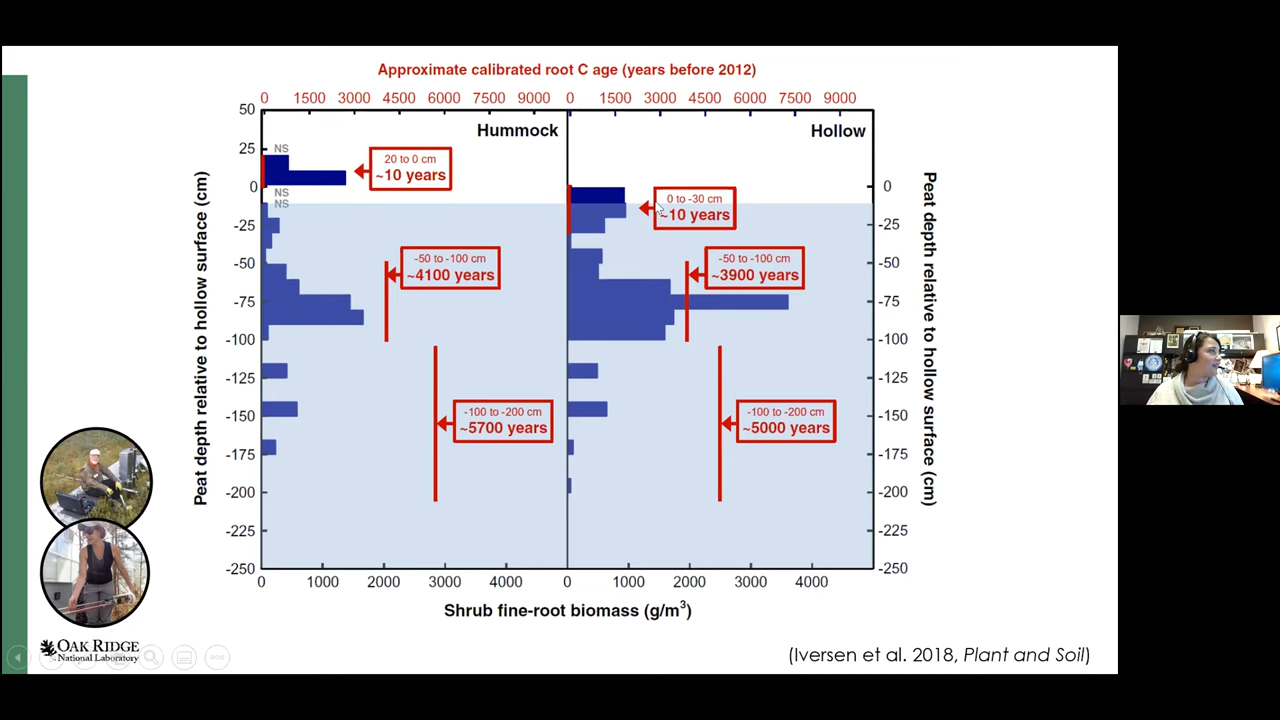 Approximate calibrated root C age (years before 2012)
0 1500 3000 4500 6000 7500 9000 0 1500 3000 4500 6000 7500 9000
Hummock
Hollow
50
25
0
-25
-50
-75
-100
-125
-150
-175
-200
-225
-250
Peat depth relative to hollow surface (cm)
NS
NS
NS
20 to 0 cm
~10 years
-50 to -100 cm
~4100 years
-100 to -200 cm
~5700 years
0 to -30 cm
~10 years
-50 to -100 cm
~3900 years
-100 to -200 cm
~5000 years
0
-25
-50
-75
-100
-125
-150
-175
-200
-225
-250
Peat depth relative to hollow surface (cm)
0 1000 2000 3000 4000 0 1000 2000 3000 4000
Shrub fine-root biomass (g/m³)
OAK RIDGE
National Laboratory
(Iversen et al. 2018, Plant and Soil)